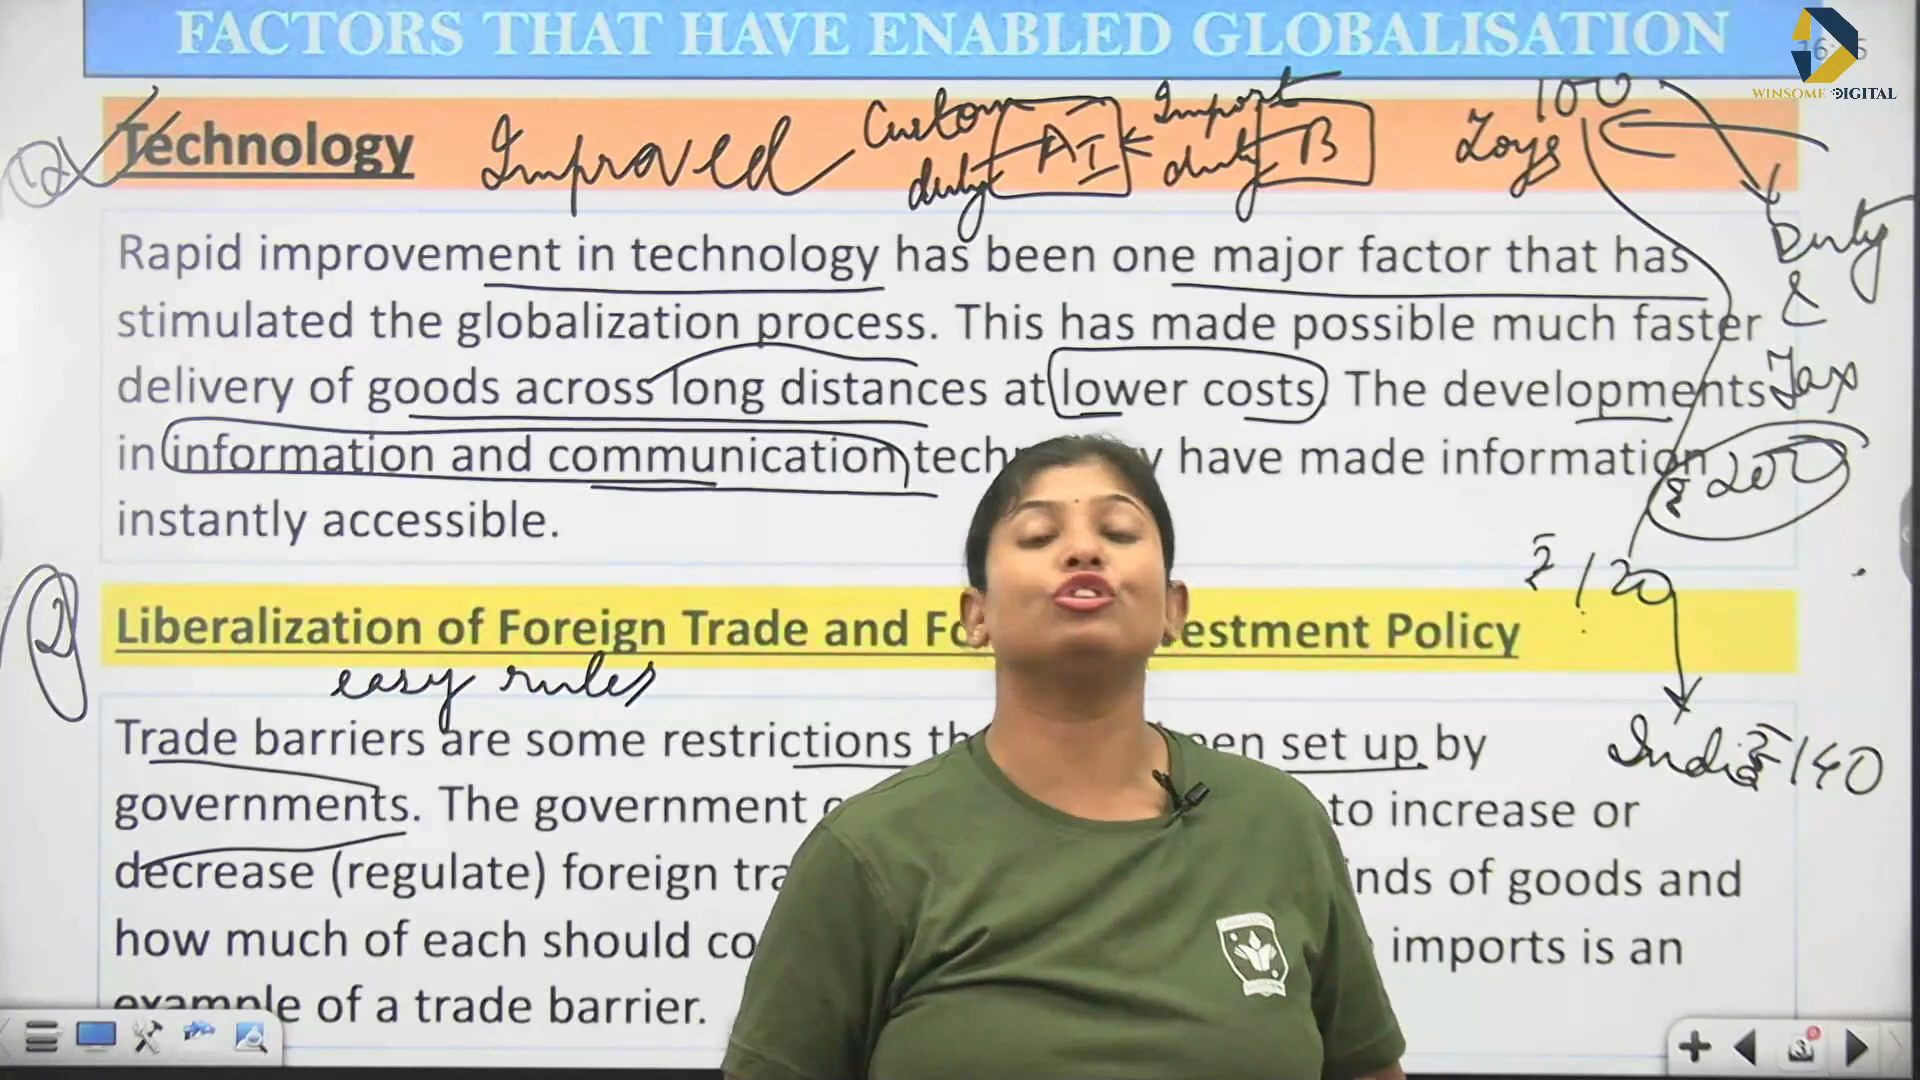 FACTORS THAT HAVE ENABLED GLOBALISATION
WINSOME DIGITAL
Technology
Improved
Custom
duty
A
I
Import
duty
B
100
Toys
Duty
&
Tax
₹ 200
₹ 120
India ₹ 140
Rapid improvement in technology has been one major factor that has
stimulated the globalization process. This has made possible much faster
delivery of goods across long distances at lower costs. The developments
in information and communication tech y have made information
instantly accessible.
2
Liberalization of Foreign Trade and Fo estment Policy
easy rules
Trade barriers are some restrictions th een set up by
governments. The government to increase or
decrease (regulate) foreign tra nds of goods and
how much of each should co imports is an
example of a trade barrier.
3